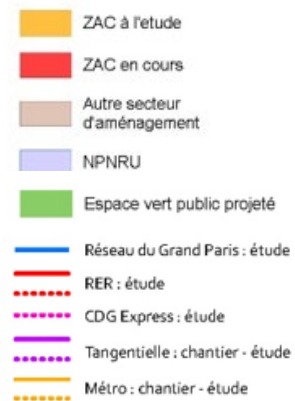 ZAC à l'etude
ZAC en cours
Autre secteur
d'aménagement
NPNRU
Espace vert public projeté
Réseau du Grand Paris : étude
RER : étude
CDG Express : étude
Tangentielle : chantier - étude
Métro : chantier - étude